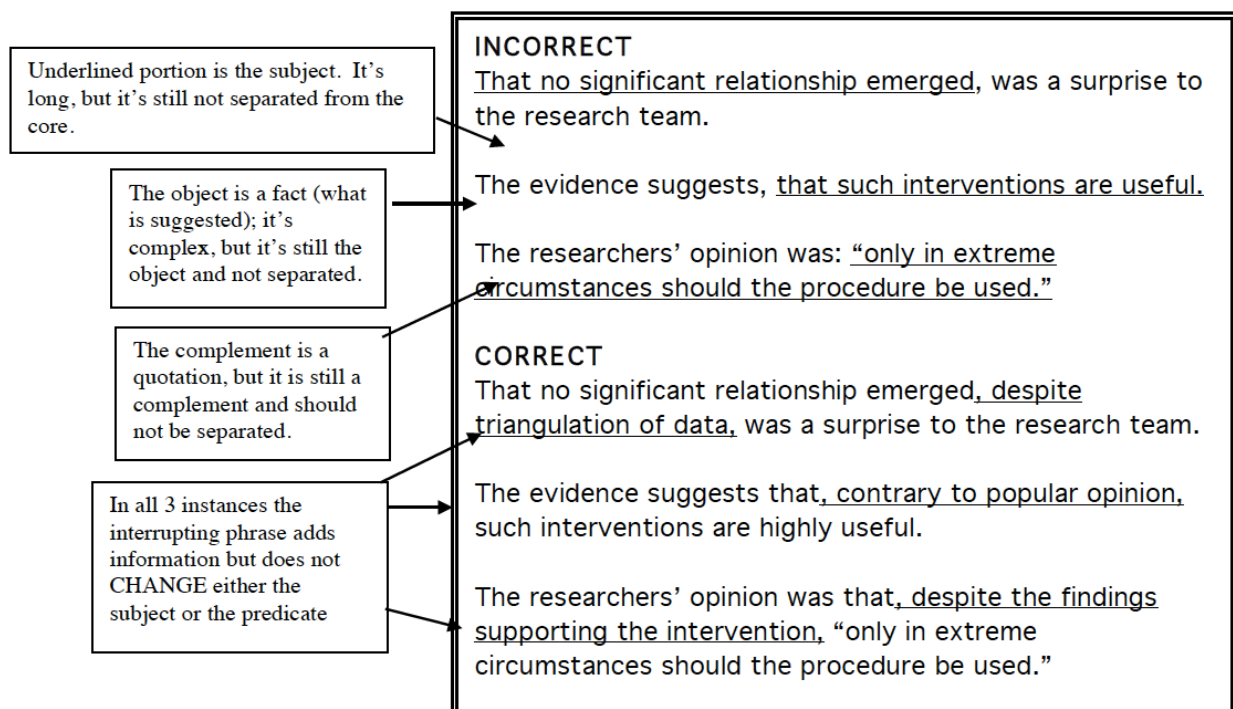 Underlined portion is the subject.  It's
long, but it's still not separated from the
core.
The object is a fact (what
is suggested); it's
complex, but it's still the
object and not separated.
The complement is a
quotation, but it is still a
complement and should
not be separated.
In all 3 instances the
interrupting phrase adds
information but does not
CHANGE either the
subject or the predicate
INCORRECT
That no significant relationship emerged, was a surprise to
the research team.
The evidence suggests, that such interventions are useful.
The researchers’ opinion was: “only in extreme
circumstances should the procedure be used.”
CORRECT
That no significant relationship emerged, despite
triangulation of data, was a surprise to the research team.
The evidence suggests that, contrary to popular opinion,
such interventions are highly useful.
The researchers’ opinion was that, despite the findings
supporting the intervention, “only in extreme
circumstances should the procedure be used.”